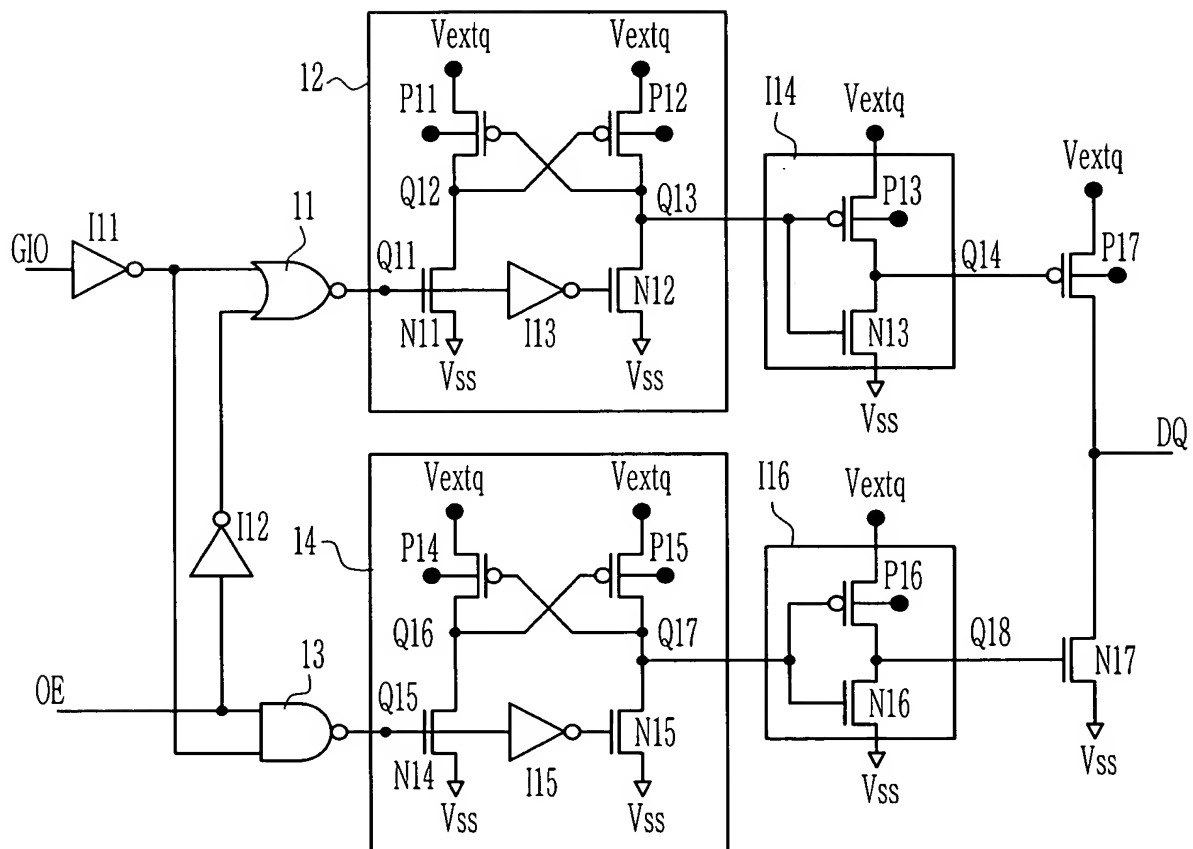 Vextq Vextq
12
P11 P12
I14
Vextq
Vextq
Q12 Q13
P13
11
I11
GIO
Q11
Q14
P17
N12
N11
I13
N13
Vss Vss
Vss
DQ
Vextq Vextq
I16
Vextq
I12
14
P14 P15
P16
Q16 Q17
Q18
13
OE
Q15
N17
N15
N16
N14
I15
Vss Vss
Vss
Vss